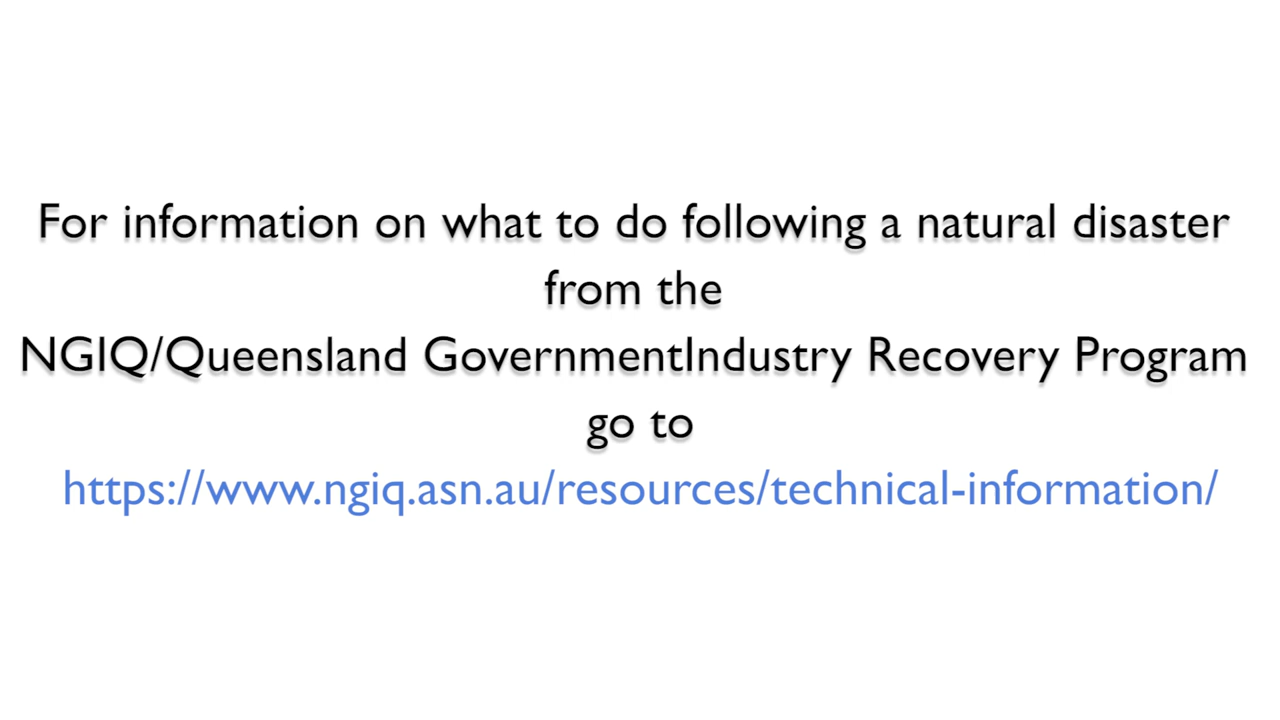 For information on what to do following a natural disaster
from the
NGIQ/Queensland GovernmentIndustry Recovery Program
go to
https://www.ngiq.asn.au/resources/technical-information/